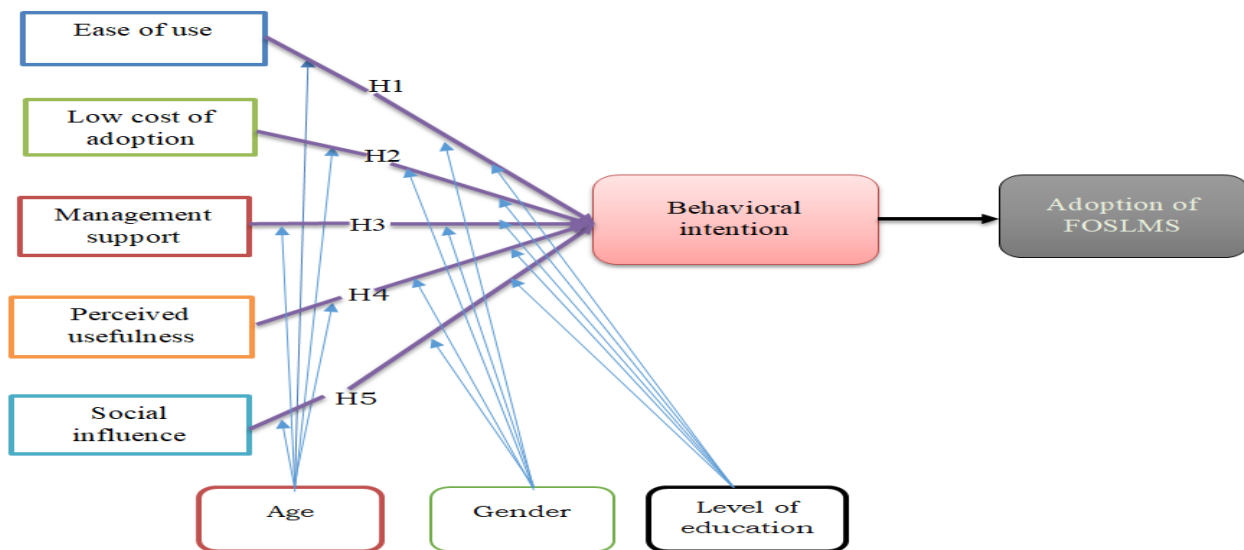 Ease of use
H1
Low cost of
adoption
H2
Management
support
H3
Behavioral
intention
Adoption of
FOSLMS
Perceived
usefulness
H4
Social
influence
H5
Age
Gender
Level of
education